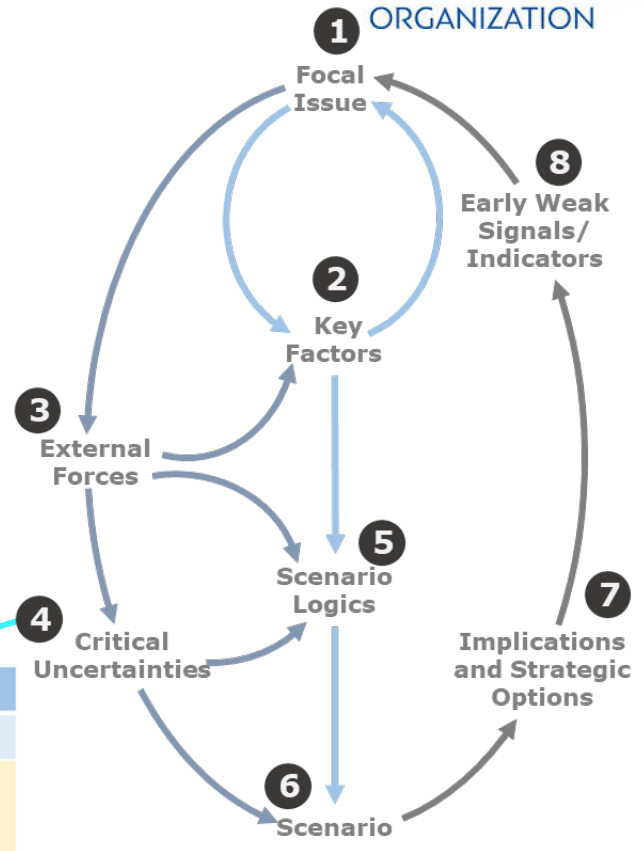 1 ORGANIZATION
Focal
Issue
8
Early Weak
Signals/
Indicators
2
Key
Factors
3
External
Forces
5
Scenario
Logics
4
Critical
Uncertainties
7
Implications
and Strategic
Options
6
Scenario